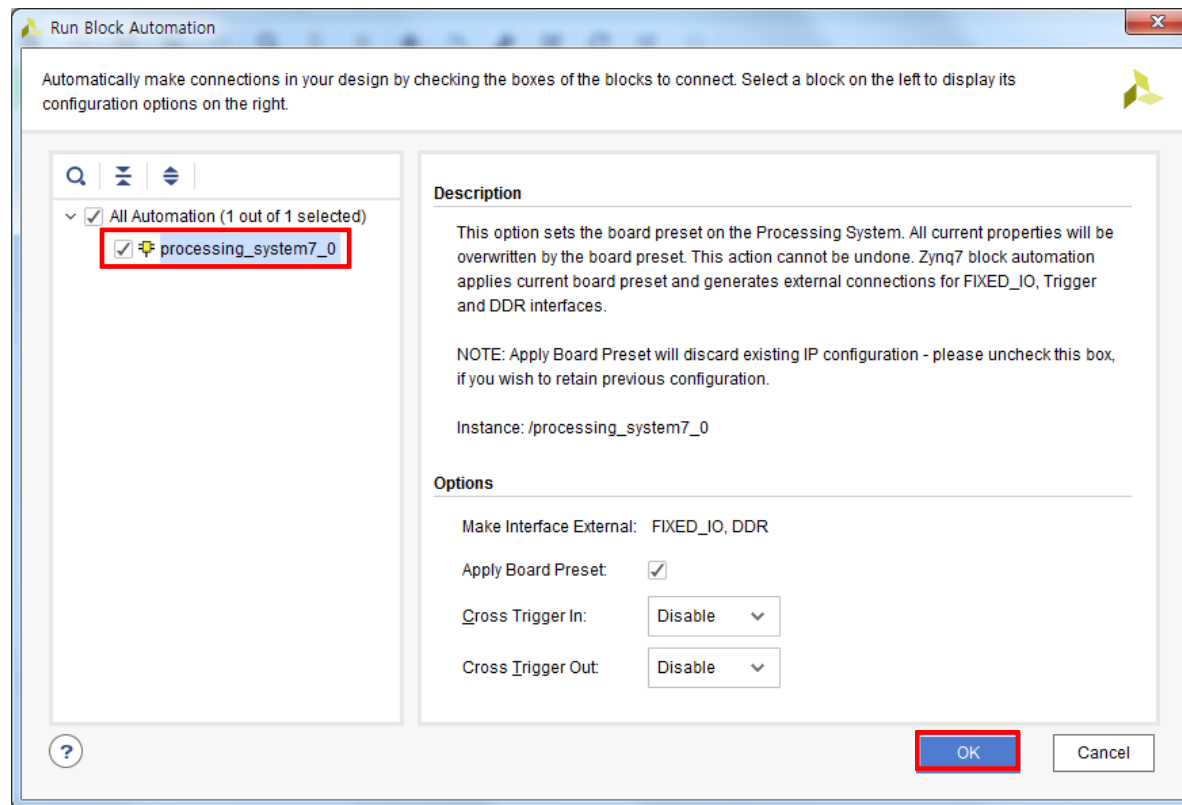 Run Block Automation
Automatically make connections in your design by checking the boxes of the blocks to connect. Select a block on the left to display its
configuration options on the right.
All Automation (1 out of 1 selected)
processing_system7_0
Description
This option sets the board preset on the Processing System. All current properties will be
overwritten by the board preset. This action cannot be undone. Zynq7 block automation
applies current board preset and generates external connections for FIXED_IO, Trigger
and DDR interfaces.
NOTE: Apply Board Preset will discard existing IP configuration - please uncheck this box,
if you wish to retain previous configuration.
Instance: /processing_system7_0
Options
Make Interface External: FIXED_IO, DDR
Apply Board Preset:
Cross Trigger In: Disable
Cross Trigger Out: Disable
?
OK
Cancel